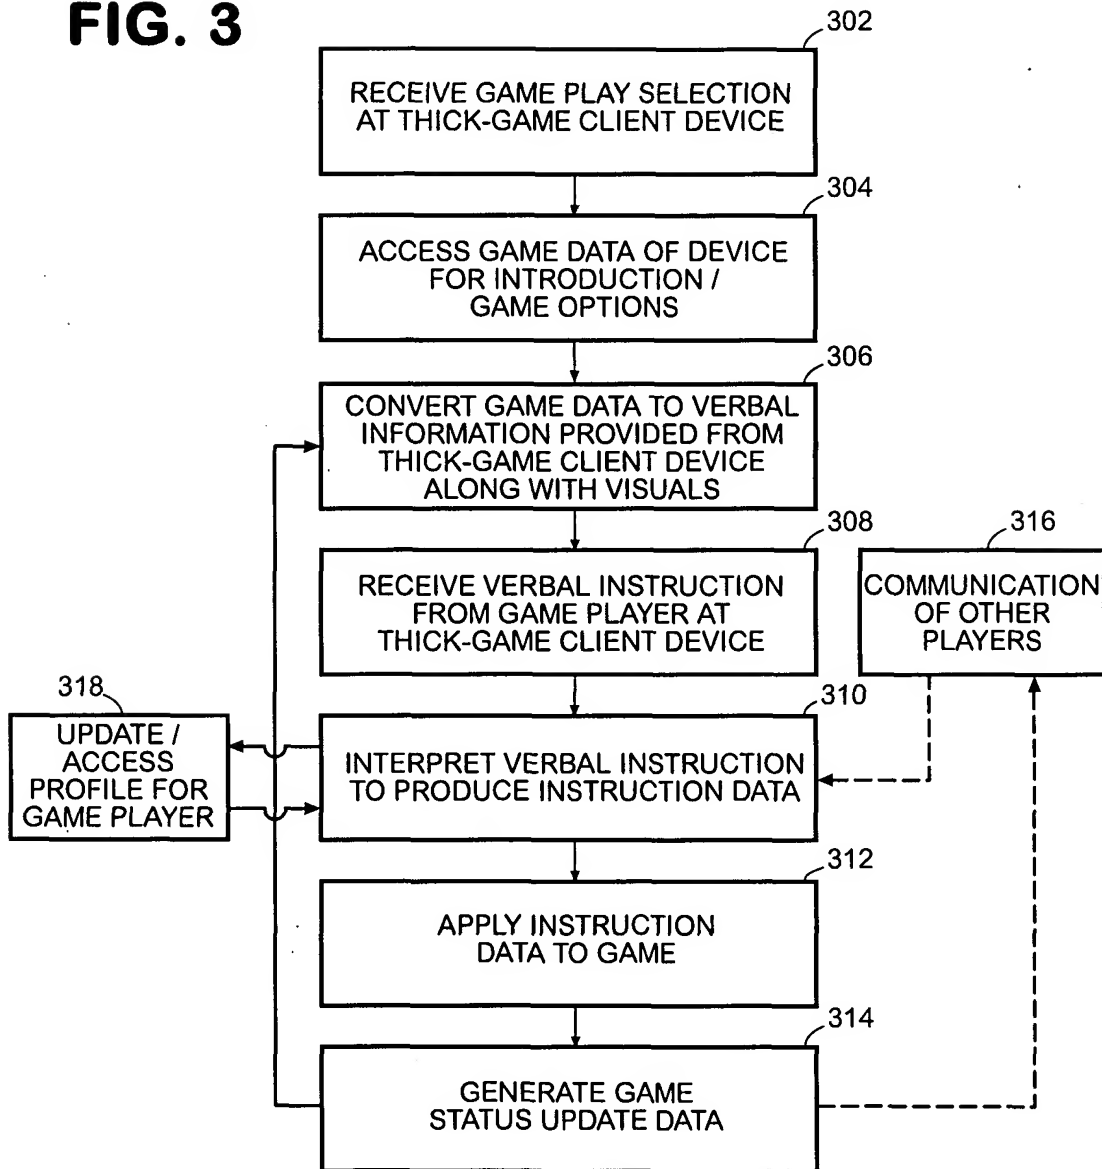 FIG. 3
302
RECEIVE GAME PLAY SELECTION
AT THICK-GAME CLIENT DEVICE
304
ACCESS GAME DATA OF DEVICE
FOR INTRODUCTION /
GAME OPTIONS
306
CONVERT GAME DATA TO VERBAL
INFORMATION PROVIDED FROM
THICK-GAME CLIENT DEVICE
ALONG WITH VISUALS
308
RECEIVE VERBAL INSTRUCTION
FROM GAME PLAYER AT
THICK-GAME CLIENT DEVICE
316
COMMUNICATION
OF OTHER
PLAYERS
318
UPDATE /
ACCESS
PROFILE FOR
GAME PLAYER
310
INTERPRET VERBAL INSTRUCTION
TO PRODUCE INSTRUCTION DATA
312
APPLY INSTRUCTION
DATA TO GAME
314
GENERATE GAME
STATUS UPDATE DATA